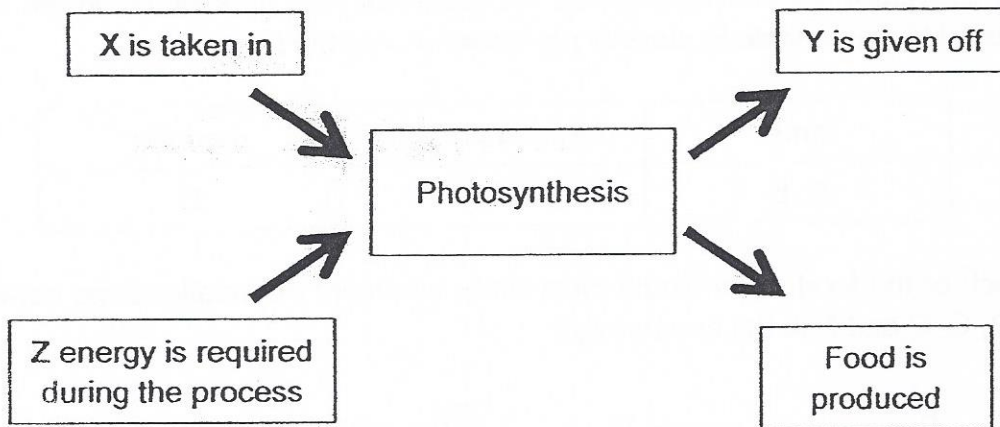 X is taken in
Y is given off
Photosynthesis
Z energy is required
during the process
Food is
produced